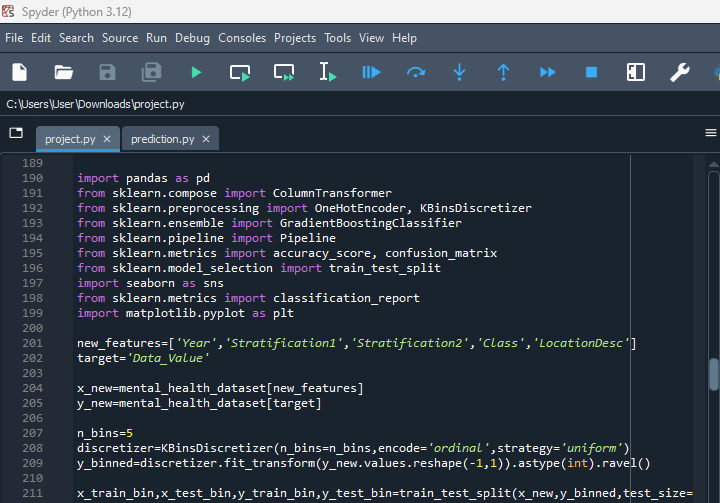 Spyder (Python 3.12)
File Edit Search Source Run Debug Consoles Projects Tools View Help
C:\Users\User\Downloads\project.py
project.py × prediction.py ×
189
190 import pandas as pd
191 from sklearn.compose import ColumnTransformer
192 from sklearn.preprocessing import OneHotEncoder, KBinsDiscretizer
193 from sklearn.ensemble import GradientBoostingClassifier
194 from sklearn.pipeline import Pipeline
195 from sklearn.metrics import accuracy_score, confusion_matrix
196 from sklearn.model_selection import train_test_split
197 import seaborn as sns
198 from sklearn.metrics import classification_report
199 import matplotlib.pyplot as plt
200
201 new_features=['Year','Stratification1','Stratification2','Class','LocationDesc']
202 target='Data_Value'
203
204 x_new=mental_health_dataset[new_features]
205 y_new=mental_health_dataset[target]
206
207 n_bins=5
208 discretizer=KBinsDiscretizer(n_bins=n_bins,encode='ordinal',strategy='uniform')
209 y_binned=discretizer.fit_transform(y_new.values.reshape(-1,1)).astype(int).ravel()
210
211 x_train_bin,x_test_bin,y_train_bin,y_test_bin=train_test_split(x_new,y_binned,test_size=